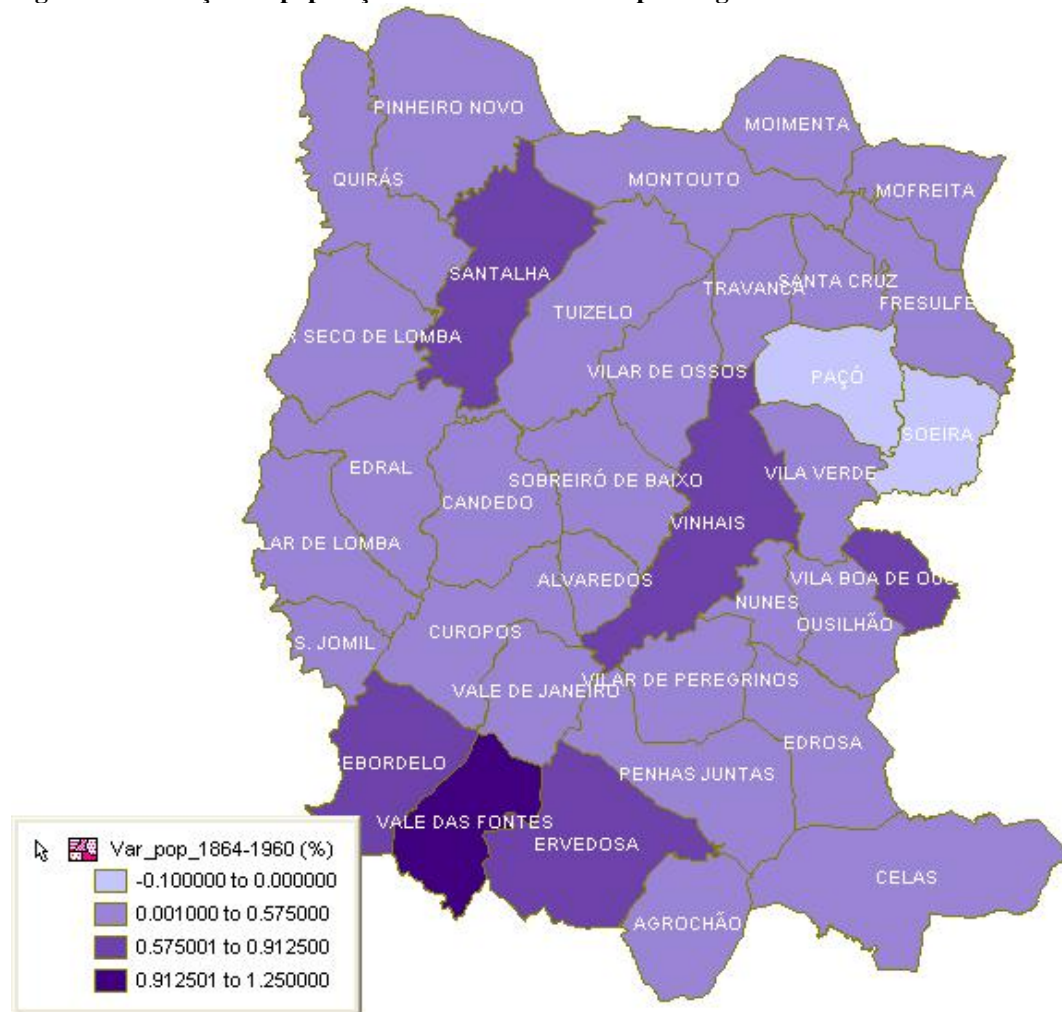 PINHEIRO NOVO
MOIMENTA
QUIRÁS
MONTOUTO
MOFREITA
SANTALHA
TRAVANCA
SANTA CRUZ
FRESULFE
TUIZELO
SECO DE LOMBA
VILAR DE OSSOS
PAÇÓ
SOEIRA
EDRAL
CANDEDO
SOBREIRÓ DE BAIXO
VILA VERDE
VINHAIS
LAR DE LOMBA
ALVAREDOS
VILA BOA DE
NUNES
OUSILHÃO
S. JOMIL
CUROPOS
VALE DE JANEIRO
VILAR DE PEREGRINOS
EDROSA
EBORDELO
PENHAS JUNTAS
VALE DAS FONTES
ERVEDOSA
CELAS
AGROCHÃO
Var_pop_1864-1960 (%)
-0.100000 to 0.000000
0.001000 to 0.575000
0.575001 to 0.912500
0.912501 to 1.250000